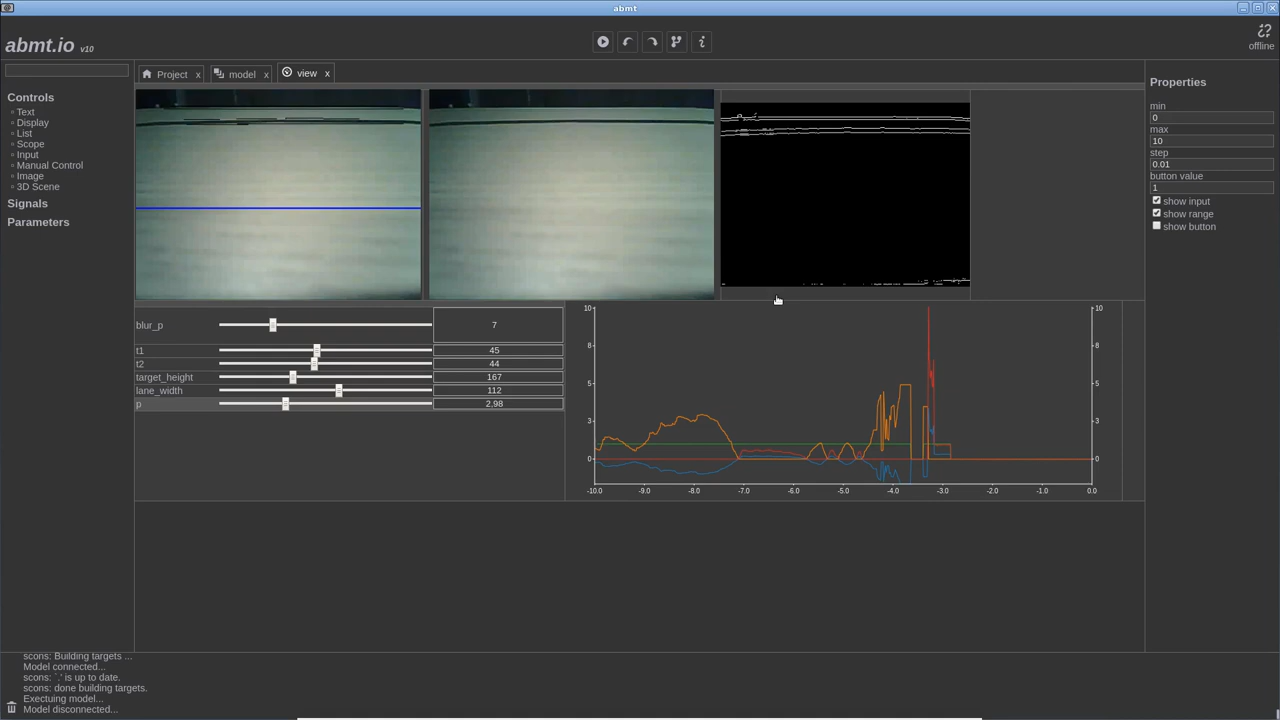 abmt
abmt.io v10
offline
Project x
model x
view x
Controls
Text
Display
List
Scope
Input
Manual Control
Image
3D Scene
Signals
Parameters
blur_p 7
t1 45
t2 44
target_height 167
lane_width 112
p 2,98
10 10
8 8
5 5
3 3
0 0
-10.0 -9.0 -8.0 -7.0 -6.0 -5.0 -4.0 -3.0 -2.0 -1.0 0.0
Properties
min
0
max
10
step
0.01
button value
1
show input
show range
show button
scons: Building targets ...
Model connected...
scons: `.' is up to date.
scons: done building targets.
Exectuing model...
Model disconnected...